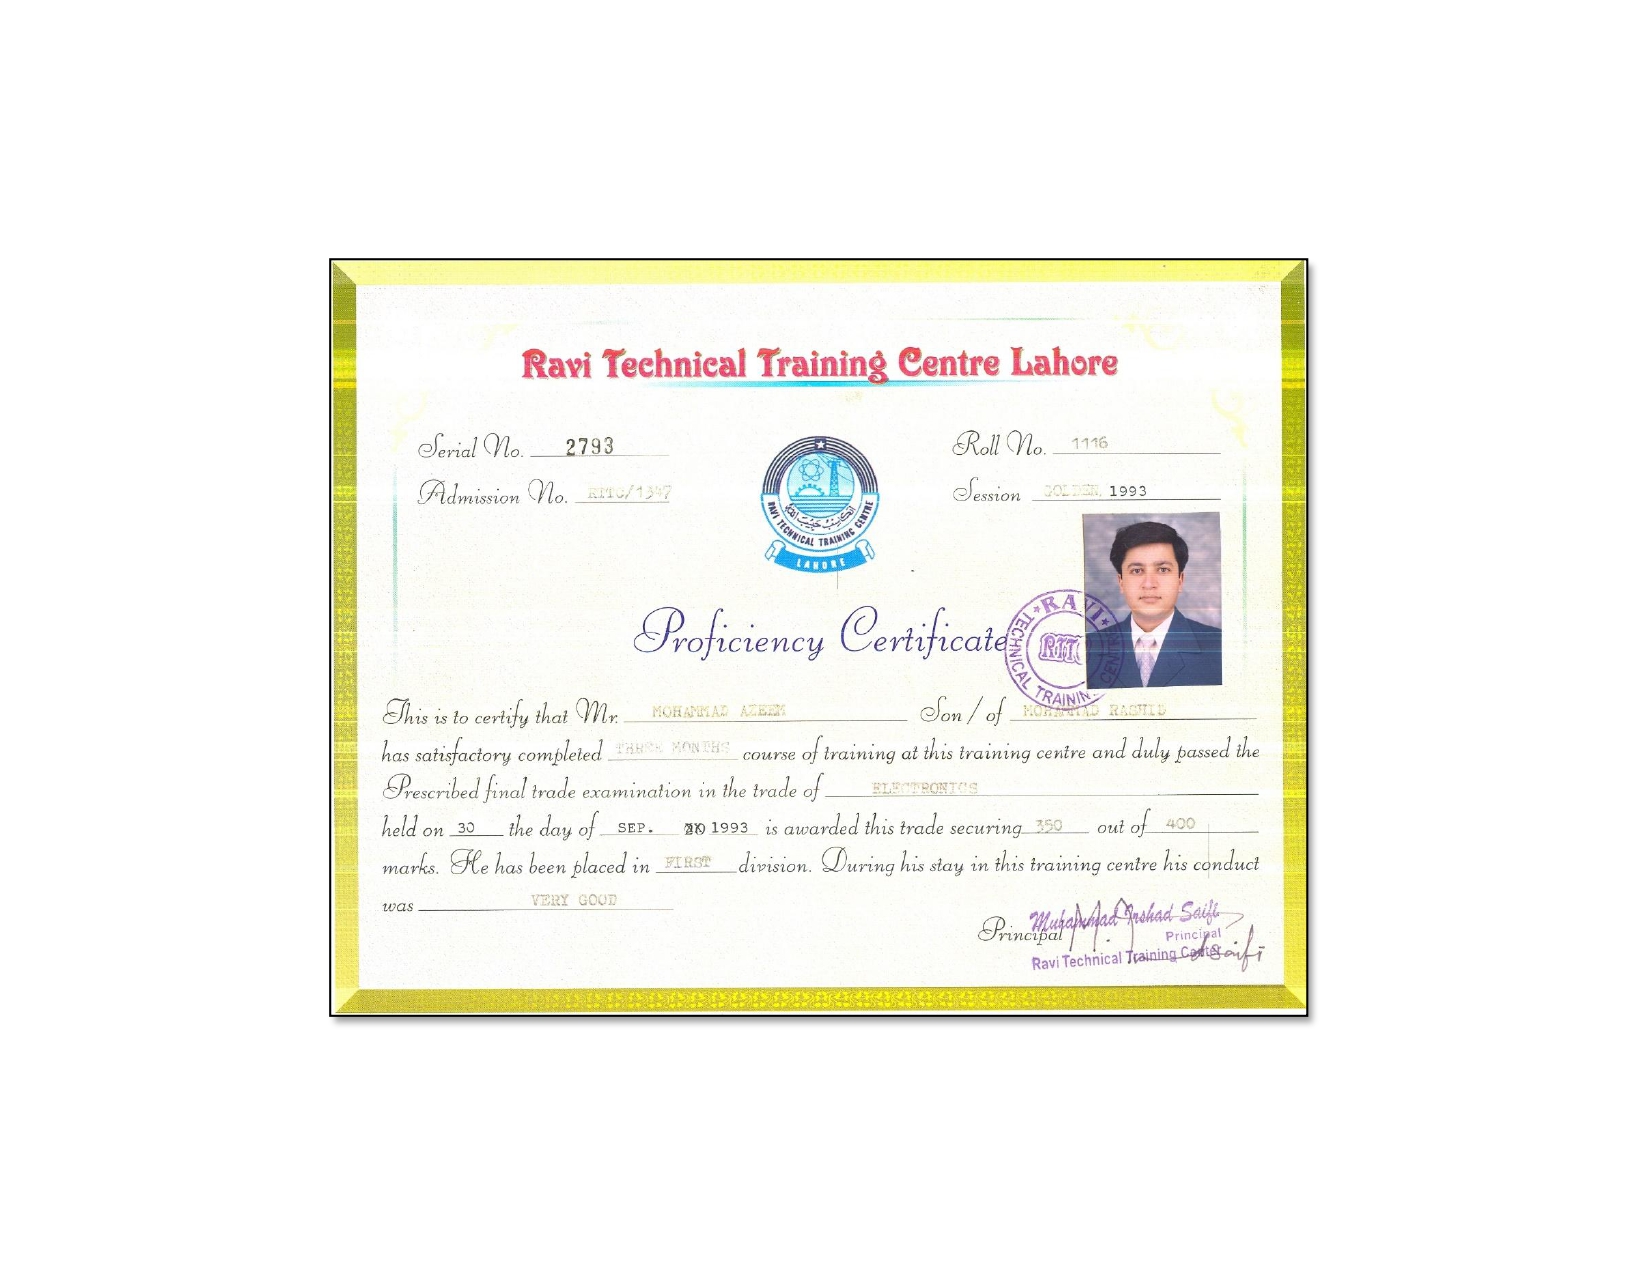 Ravi Technical Training Centre Lahore
Serial No. 2793
Roll No. 1116
Admission No. RTTC/1347
Session GOLDEN, 1993
RAVI TECHNICAL TRAINING CENTRE
LAHORE
Proficiency Certificate
RAVI TECHNICAL TRAINING CENTRE
This is to certify that Mr. MOHAMMAD AZEEM Son / of MOHAMMAD RASHID
has satisfactory completed THREE MONTHS course of training at this training centre and duly passed the
Prescribed final trade examination in the trade of ELECTRONICS
held on 30 the day of SEP. 1993 is awarded this trade securing 350 out of 400
marks. He has been placed in FIRST division. During his stay in this training centre his conduct
was VERY GOOD
Principal Muhammad Arshad Saifi
Principal
Ravi Technical Training Center